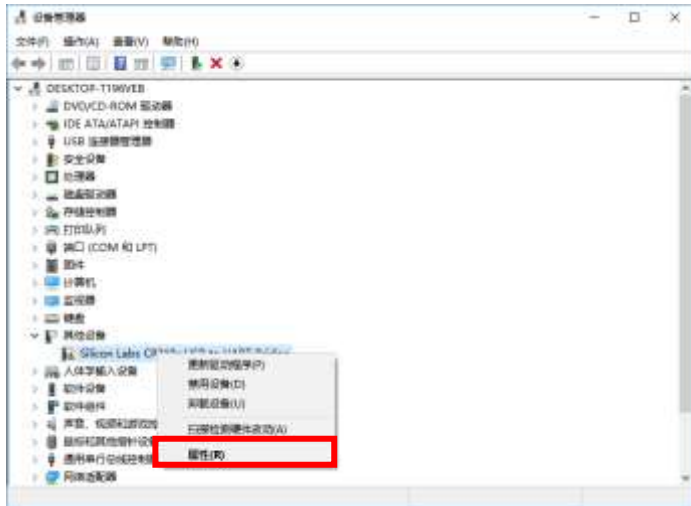 设备管理器
文件(F) 操作(A) 查看(V) 帮助(H)
DESKTOP-T196VEB
DVD/CD-ROM 驱动器
IDE ATA/ATAPI 控制器
USB 连接器管理器
安全设备
处理器
磁盘驱动器
存储控制器
打印队列
端口 (COM 和 LPT)
固件
计算机
监视器
键盘
其他设备
Silicon Labs
更新驱动程序(P)
人体学输入设备
禁用设备(D)
软件设备
卸载设备(U)
软件组件
声音、视频和游戏控
扫描检测硬件改动(A)
鼠标和其他指针设备
属性(R)
通用串行总线控制器
网络适配器